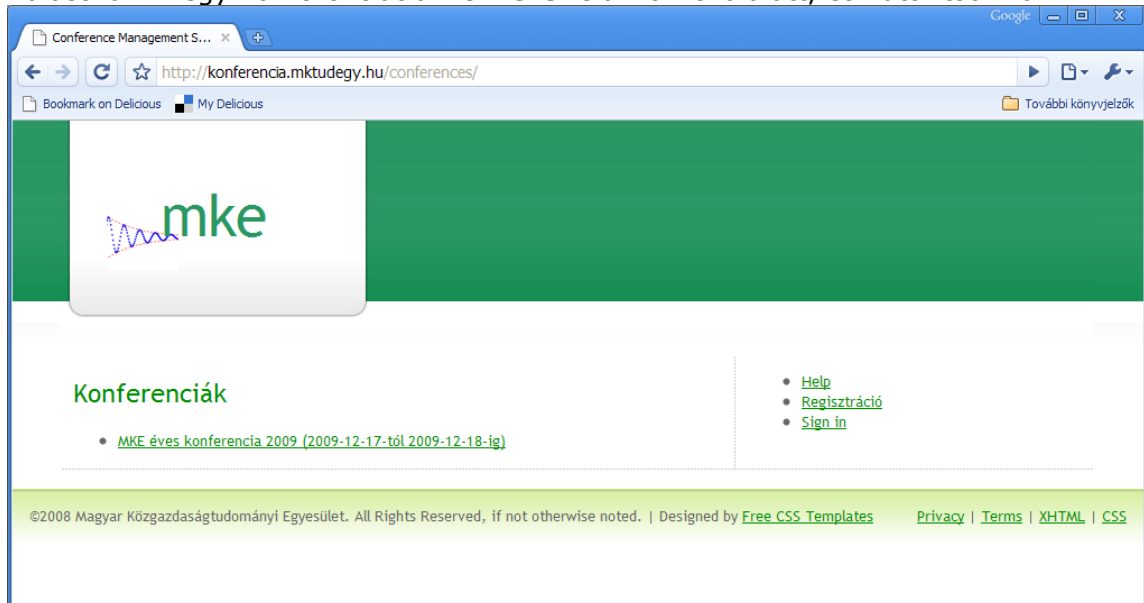 Google
Conference Management S...
http://konferencia.mktudegy.hu/conferences/
Bookmark on Delicious My Delicious További könyvjelzők
mke
Konferenciák
MKE éves konferencia 2009 (2009-12-17-tól 2009-12-18-ig)
Help
Regisztráció
Sign in
©2008 Magyar Közgazdaságtudományi Egyesület. All Rights Reserved, if not otherwise noted. | Designed by Free CSS Templates Privacy | Terms | XHTML | CSS